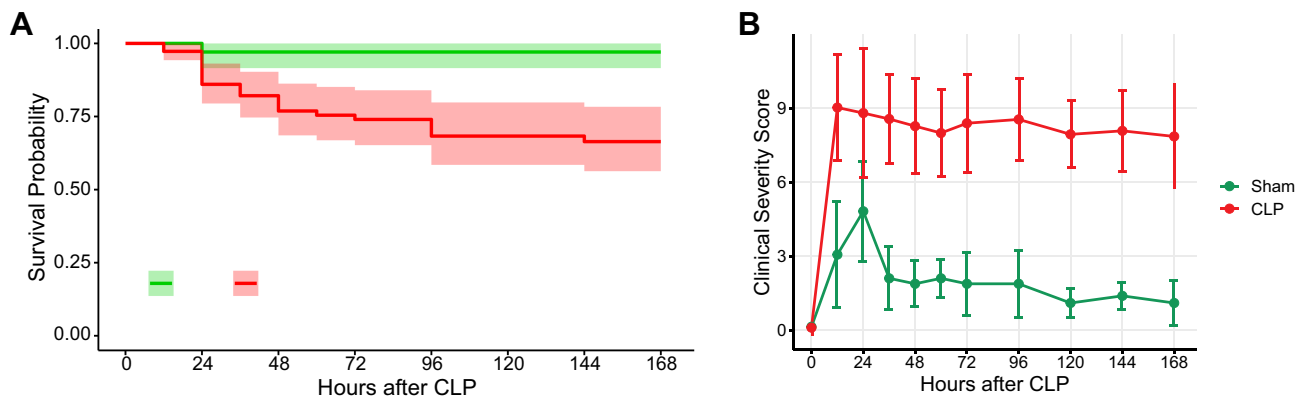 A
Survival Probability
1.00
0.75
0.50
0.25
0.00
0 24 48 72 96 120 144 168
Hours after CLP
B
Clinical Severity Score
9
6
3
0
0 24 48 72 96 120 144 168
Hours after CLP
Sham
CLP